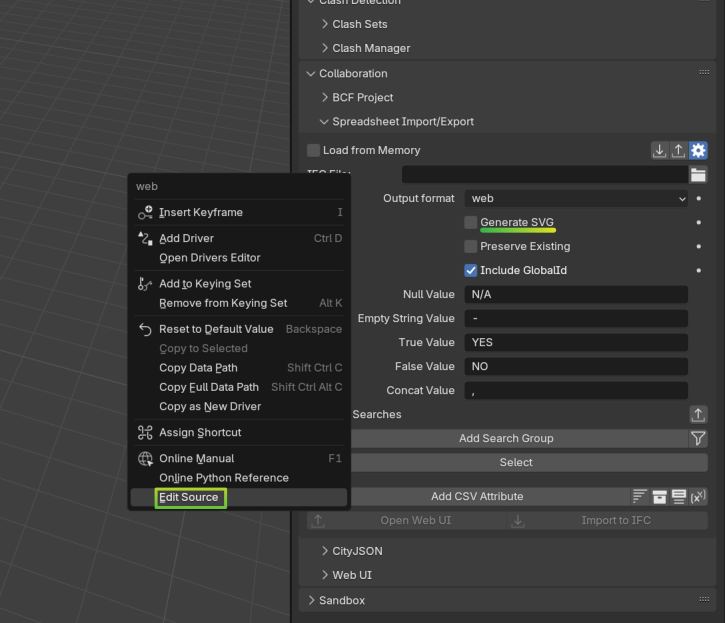 Clash Detection
Clash Sets
Clash Manager
Collaboration
BCF Project
Spreadsheet Import/Export
Load from Memory
IFC File:
Output format web
Generate SVG
Preserve Existing
Include GlobalId
Null Value N/A
Empty String Value -
True Value YES
False Value NO
Concat Value ,
Searches
Add Search Group
Select
Add CSV Attribute
Open Web UI Import to IFC
CityJSON
Web UI
Sandbox
web
Insert Keyframe I
Add Driver Ctrl D
Open Drivers Editor
Add to Keying Set
Remove from Keying Set Alt K
Reset to Default Value Backspace
Copy to Selected
Copy Data Path Shift Ctrl C
Copy Full Data Path Shift Ctrl Alt C
Copy as New Driver
Assign Shortcut
Online Manual F1
Online Python Reference
Edit Source